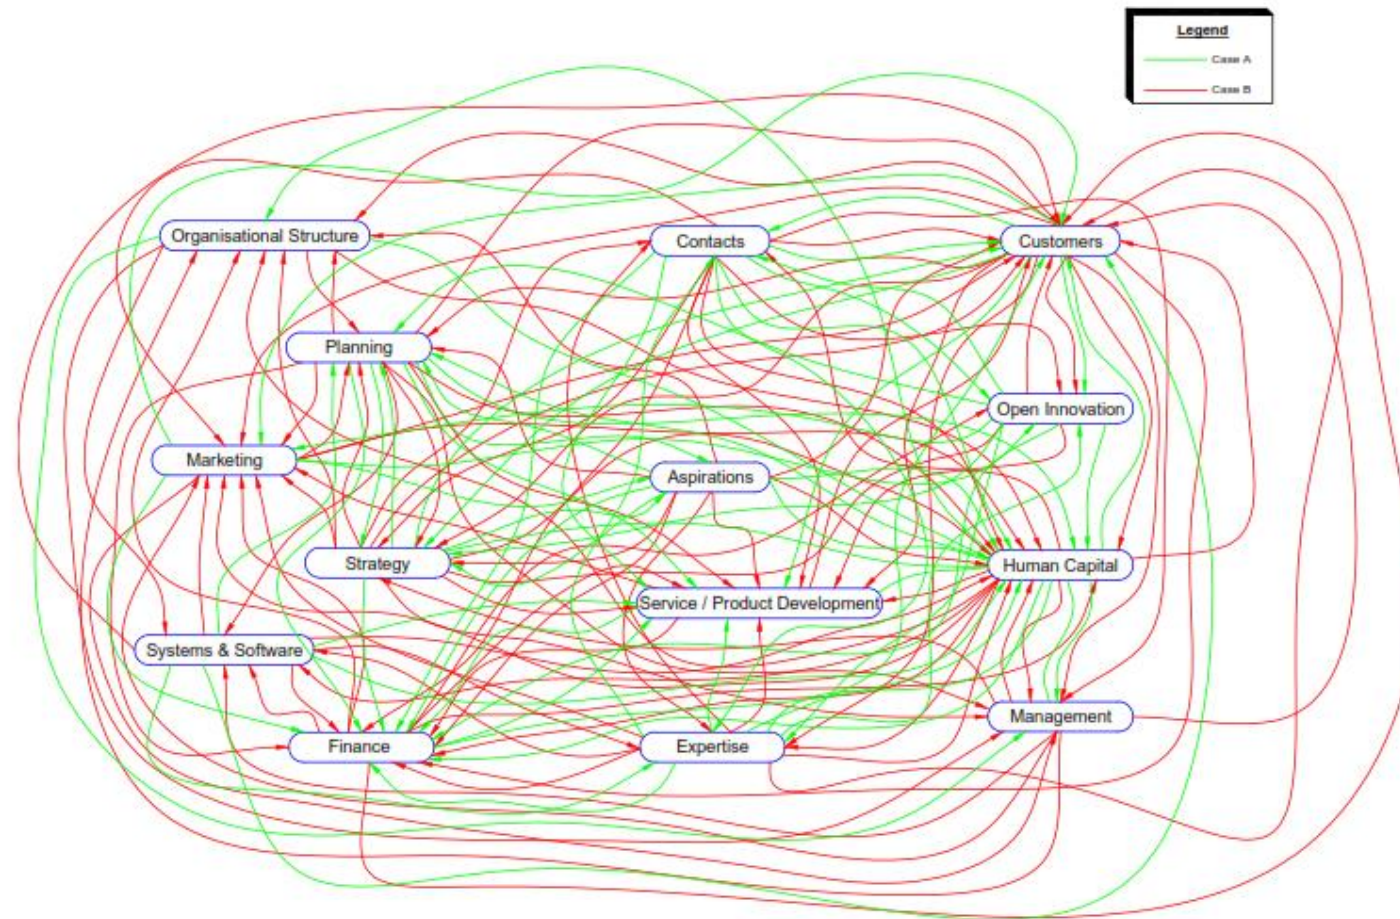 Legend
Case A
Case B
Organisational Structure
Contacts
Customers
Planning
Open Innovation
Marketing
Aspirations
Strategy
Human Capital
Service / Product Development
Systems & Software
Management
Finance
Expertise